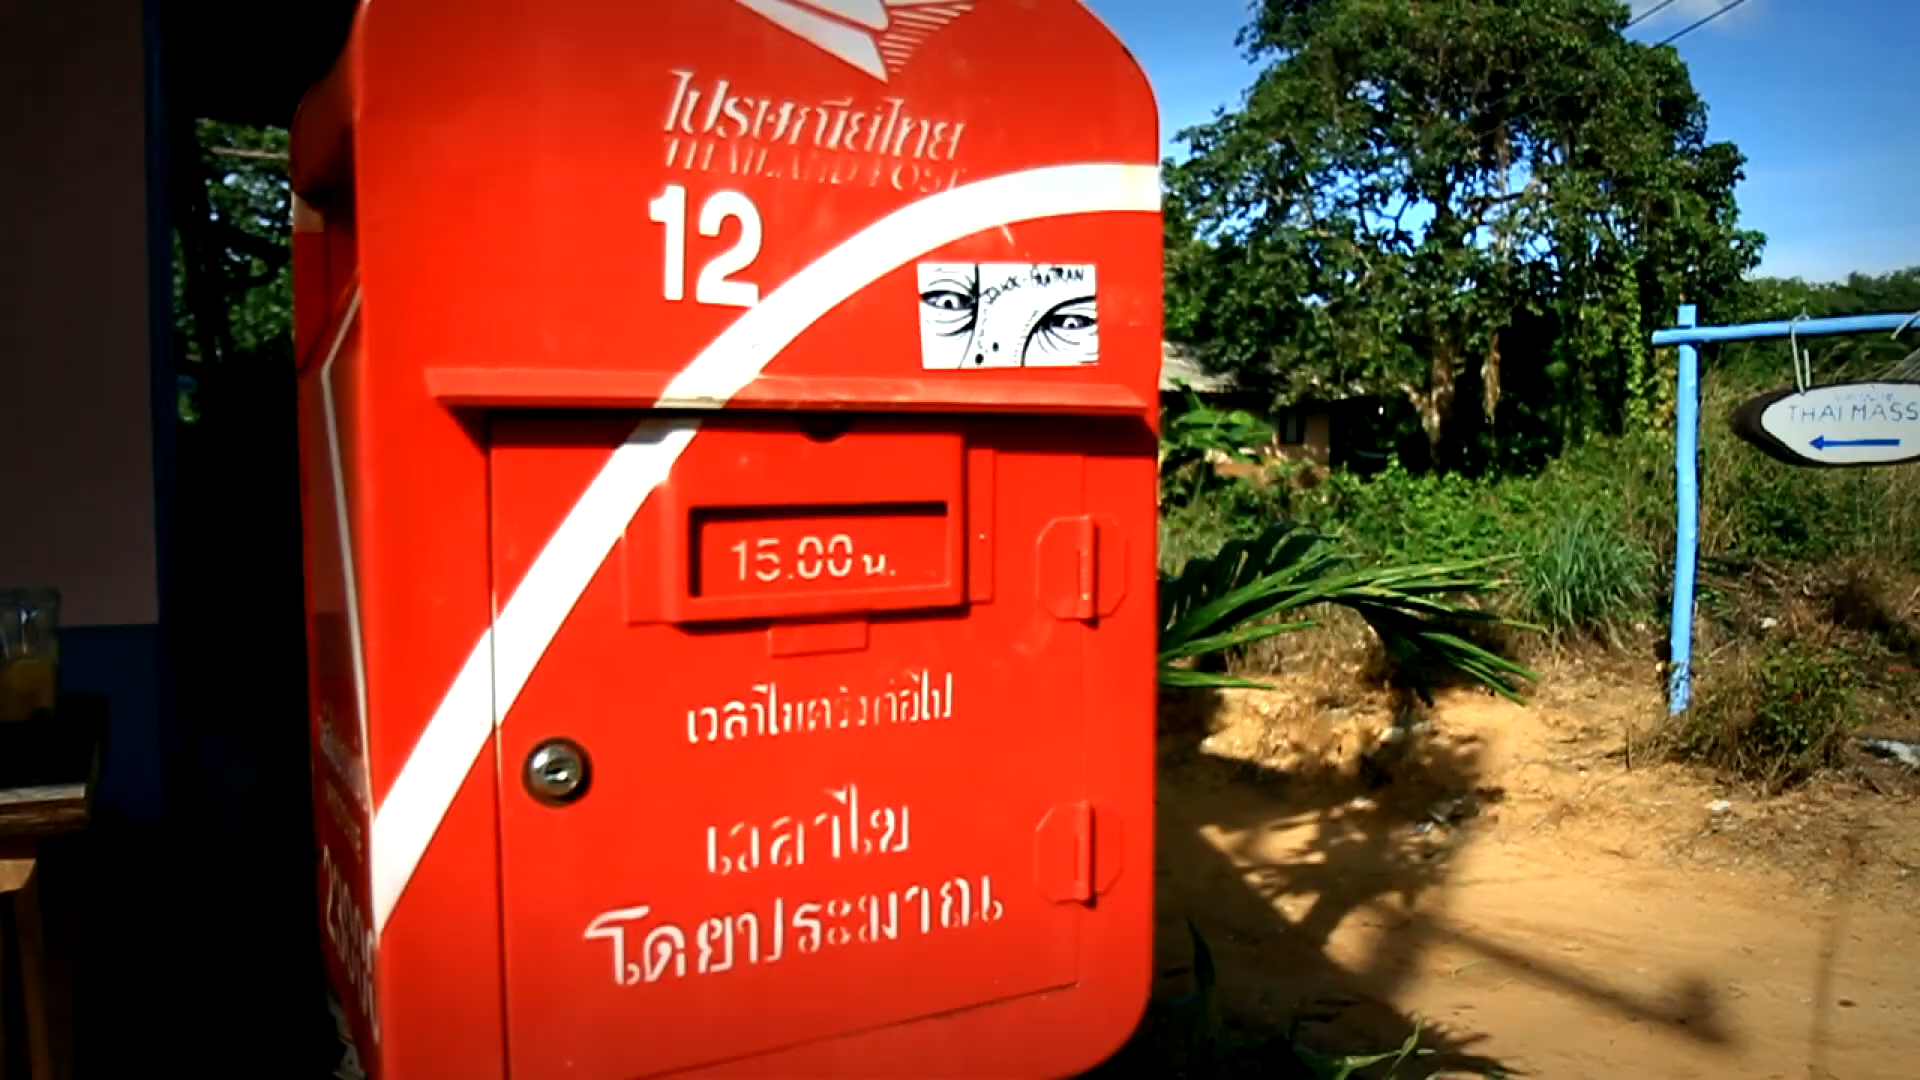 ไปรษณีย์ไทย
THAILAND POST
12
15.00 น.
เวลาไขครั้งต่อไป
เวลาไข
โดยประมาณ
THAI MASS